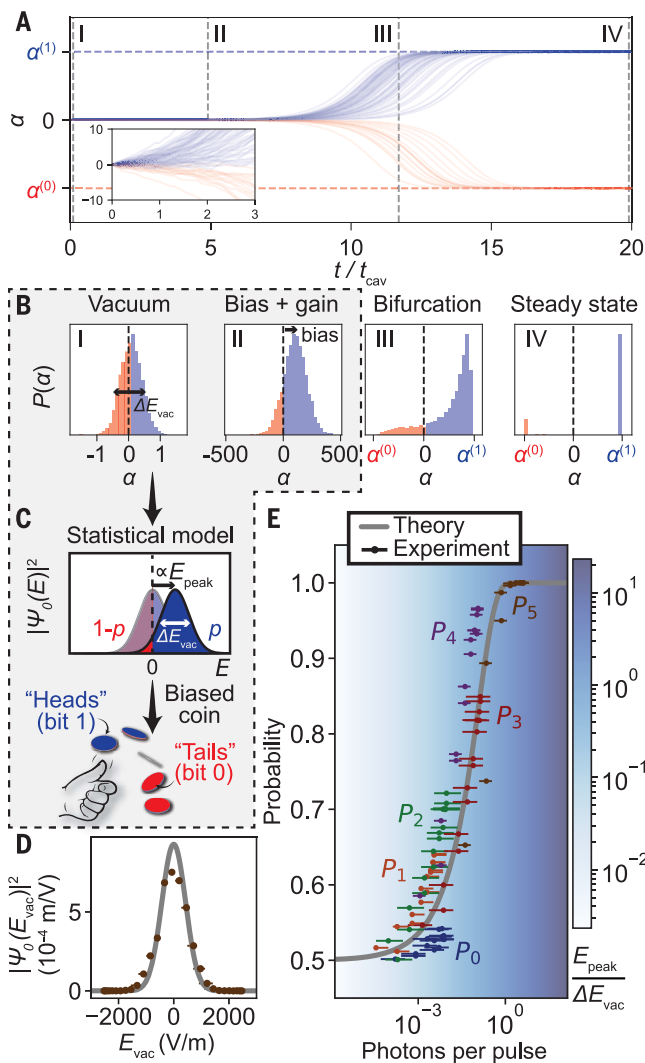 A
I
II
III
IV
α(1)
α
0
α(0)
10
0
−10
0
1
2
3
0
5
10
15
20
t / tcav
B
Vacuum
Bias + gain
Bifurcation
Steady state
I
II
bias
III
IV
P(α)
ΔEvac
-1 0 1
−500 0 500
α(0) 0 α(1)
α(0) 0 α(1)
α
α
α
α
C
Statistical model
|Ψ0(E)|²
∝Epeak
1-p
p
ΔEvac
0
E
Biased
coin
"Heads"
(bit 1)
"Tails"
(bit 0)
D
|Ψ0(Evac)|²
(10⁻⁴ m/V)
5
0
−2000 0 2000
Evac (V/m)
E
Theory
Experiment
Probability
1.0
0.9
0.8
0.7
0.6
0.5
P5
P4
P3
P2
P1
P0
10⁻³
10⁰
Photons per pulse
10¹
10⁰
10⁻¹
10⁻²
Epeak
ΔEvac